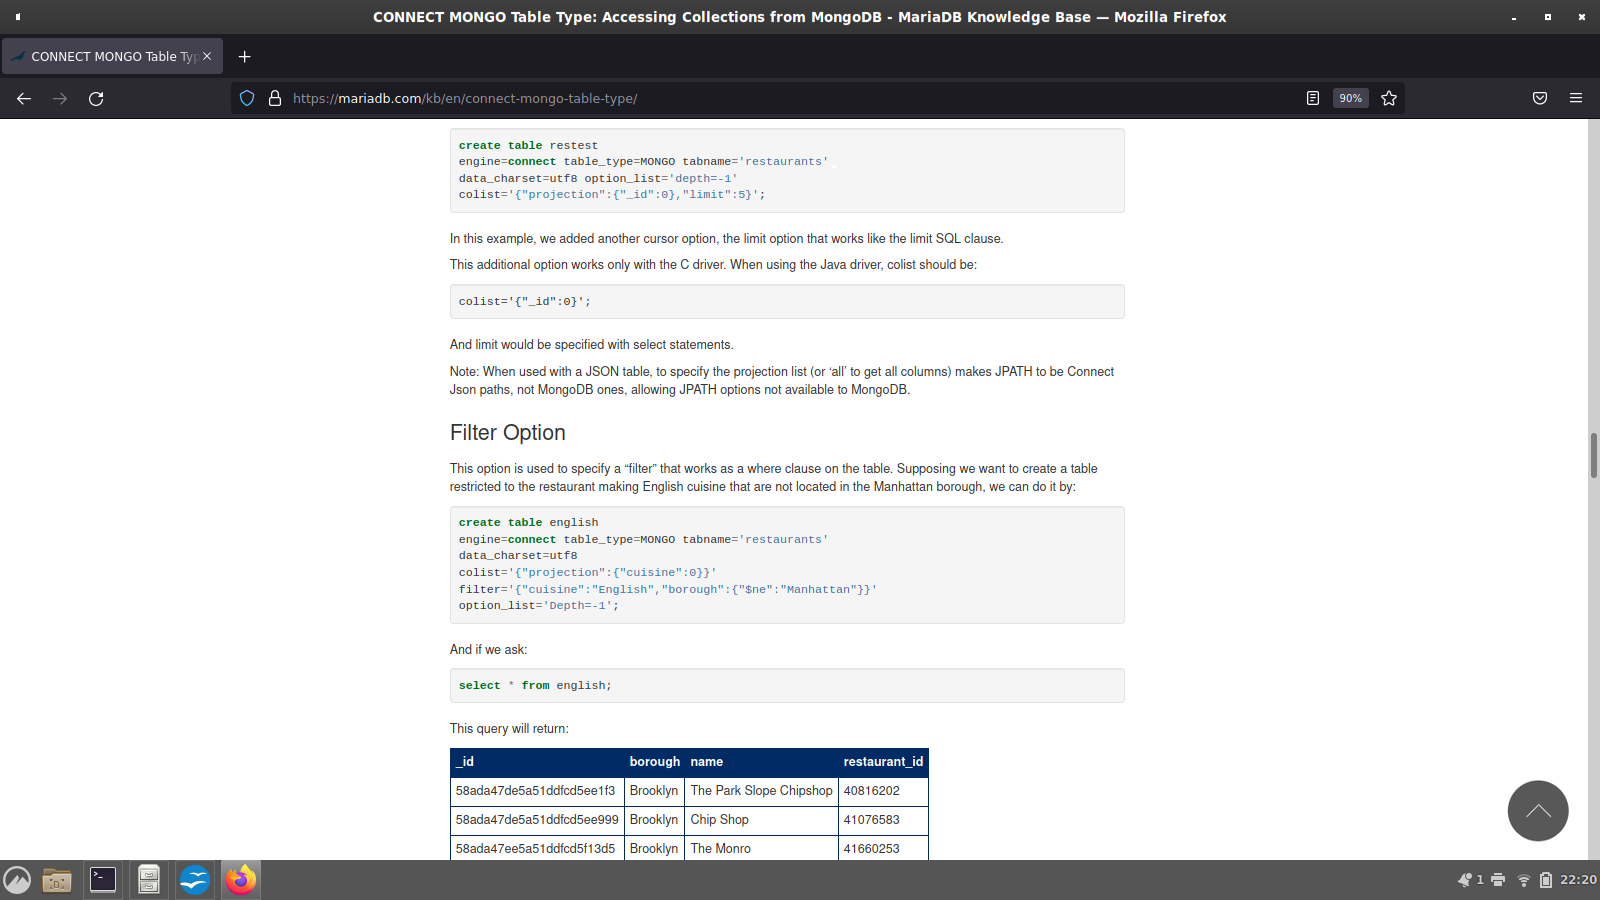 CONNECT MONGO Table Type: Accessing Collections from MongoDB - MariaDB Knowledge Base — Mozilla Firefox
CONNECT MONGO Table Typ
https://mariadb.com/kb/en/connect-mongo-table-type/
90%
create table restest
engine=connect table_type=MONGO tabname='restaurants'
data_charset=utf8 option_list='depth=-1'
colist='{"projection":{"_id":0},"limit":5}';
In this example, we added another cursor option, the limit option that works like the limit SQL clause.
This additional option works only with the C driver. When using the Java driver, colist should be:
colist='{"_id":0}';
And limit would be specified with select statements.
Note: When used with a JSON table, to specify the projection list (or ‘all’ to get all columns) makes JPATH to be Connect
Json paths, not MongoDB ones, allowing JPATH options not available to MongoDB.
Filter Option
This option is used to specify a “filter” that works as a where clause on the table. Supposing we want to create a table
restricted to the restaurant making English cuisine that are not located in the Manhattan borough, we can do it by:
create table english
engine=connect table_type=MONGO tabname='restaurants'
data_charset=utf8
colist='{"projection":{"cuisine":0}}'
filter='{"cuisine":"English","borough":{"$ne":"Manhattan"}}'
option_list='Depth=-1';
And if we ask:
select * from english;
This query will return:
_id borough name restaurant_id
58ada47de5a51ddfcd5ee1f3 Brooklyn The Park Slope Chipshop 40816202
58ada47de5a51ddfcd5ee999 Brooklyn Chip Shop 41076583
58ada47ee5a51ddfcd5f13d5 Brooklyn The Monro 41660253
1 22:20